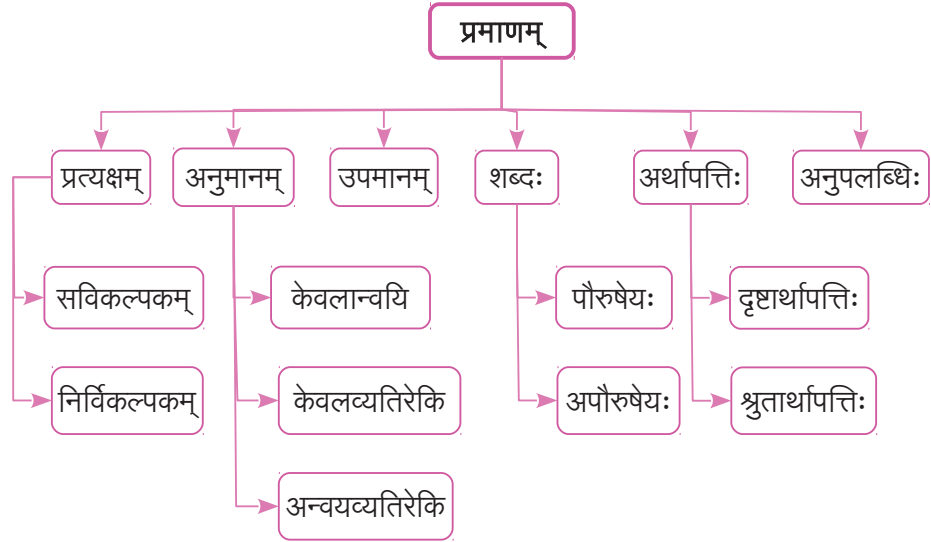 प्रमाणम्
प्रत्यक्षम्
अनुमानम्
उपमानम्
शब्दः
अर्थापत्तिः
अनुपलब्धिः
सविकल्पकम्
केवलान्वयि
पौरुषेयः
दृष्टार्थापत्तिः
निर्विकल्पकम्
केवलव्यतिरेकि
अपौरुषेयः
श्रुतार्थापत्तिः
अन्वयव्यतिरेकि